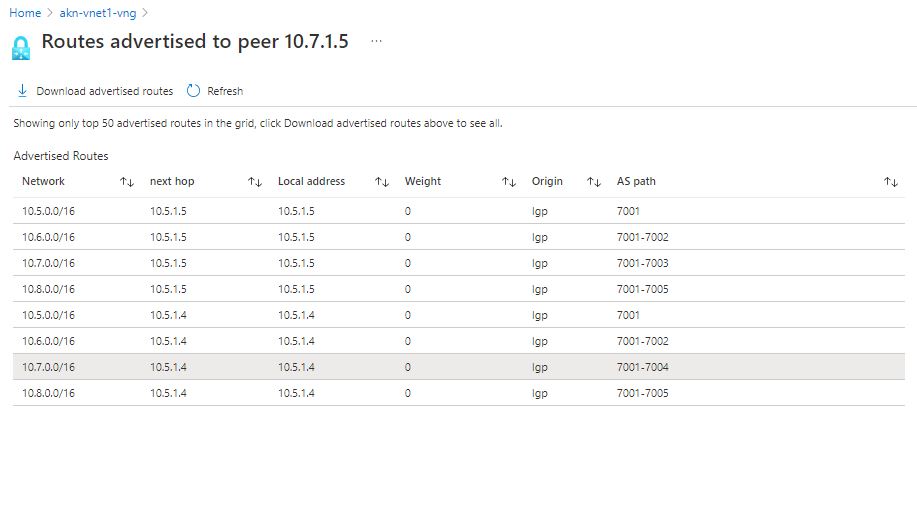 Home > akn-vnet1-vng >
Routes advertised to peer 10.7.1.5 ...
Download advertised routes Refresh
Showing only top 50 advertised routes in the grid, click Download advertised routes above to see all.
Advertised Routes
Network next hop Local address Weight Origin AS path
10.5.0.0/16 10.5.1.5 10.5.1.5 0 Igp 7001
10.6.0.0/16 10.5.1.5 10.5.1.5 0 Igp 7001-7002
10.7.0.0/16 10.5.1.5 10.5.1.5 0 Igp 7001-7003
10.8.0.0/16 10.5.1.5 10.5.1.5 0 Igp 7001-7005
10.5.0.0/16 10.5.1.4 10.5.1.4 0 Igp 7001
10.6.0.0/16 10.5.1.4 10.5.1.4 0 Igp 7001-7002
10.7.0.0/16 10.5.1.4 10.5.1.4 0 Igp 7001-7004
10.8.0.0/16 10.5.1.4 10.5.1.4 0 Igp 7001-7005